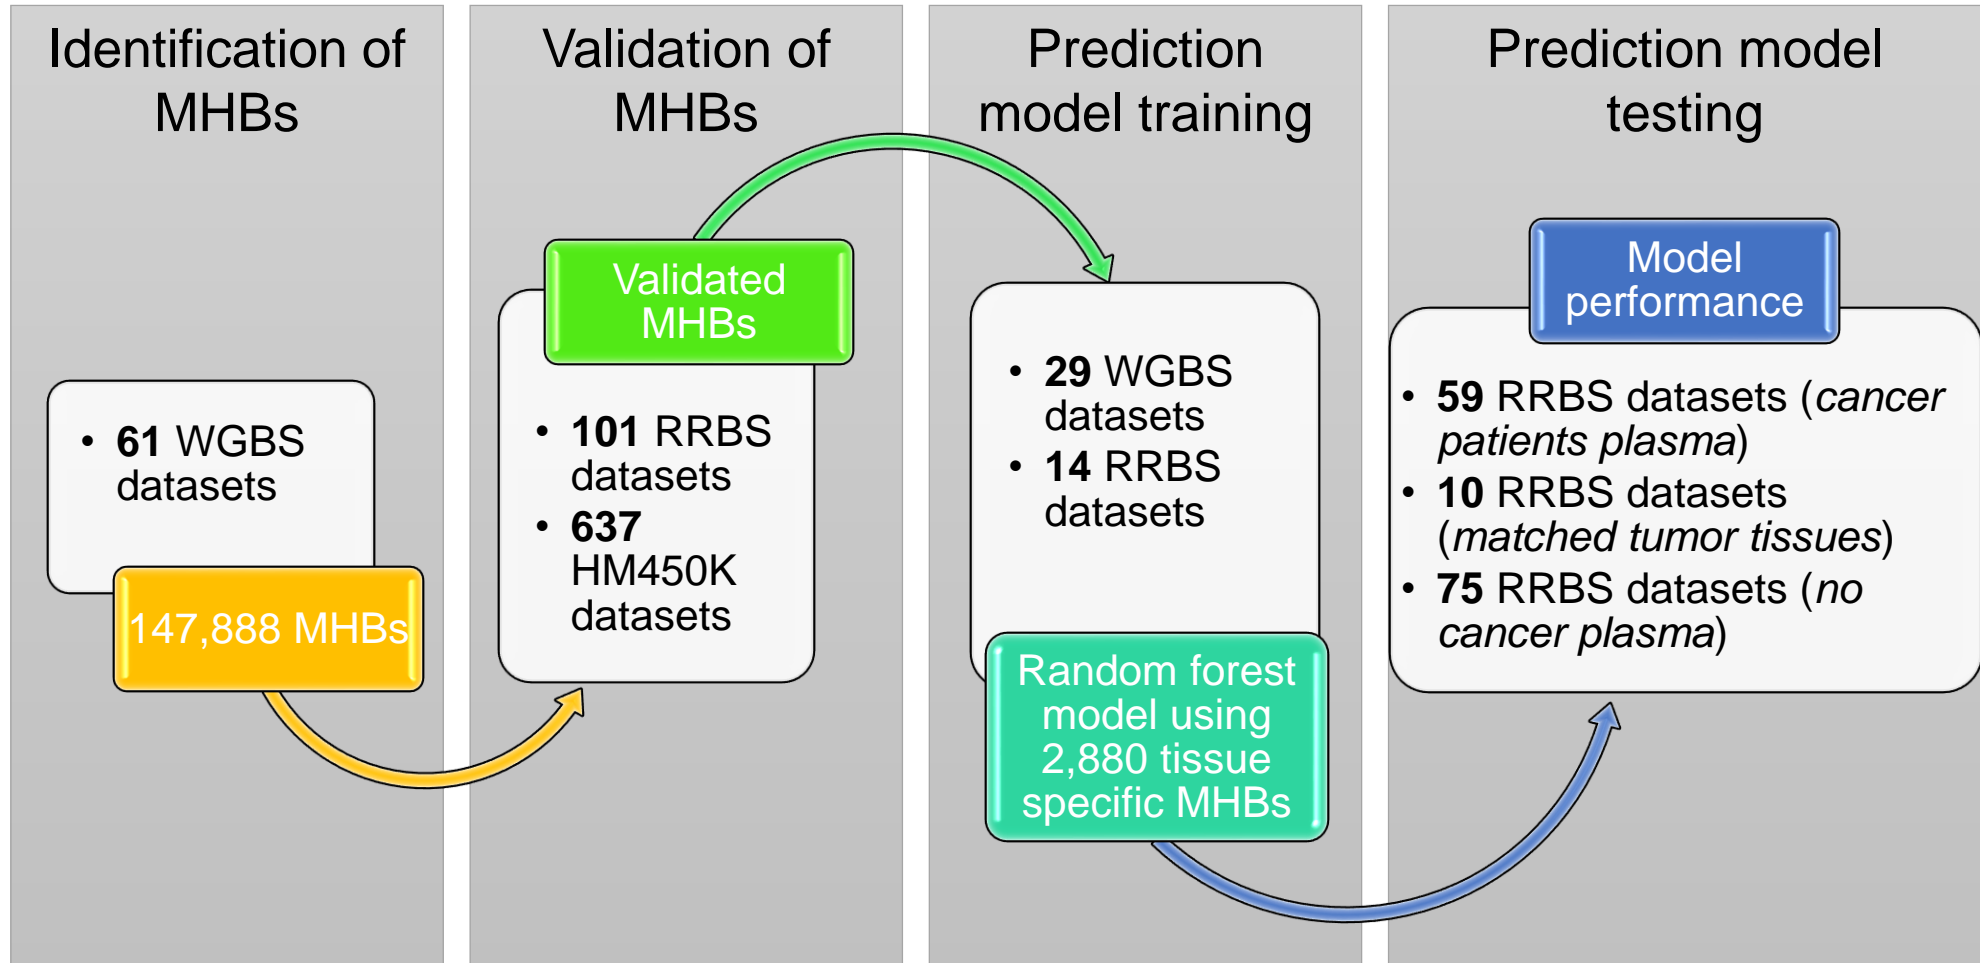 Identification of
MHBs
• 61 WGBS
datasets
147,888 MHBs
Validation of
MHBs
Validated
MHBs
• 101 RRBS
datasets
• 637
HM450K
datasets
Prediction
model training
• 29 WGBS
datasets
• 14 RRBS
datasets
Random forest
model using
2,880 tissue
specific MHBs
Prediction model
testing
Model
performance
• 59 RRBS datasets (cancer
patients plasma)
• 10 RRBS datasets
(matched tumor tissues)
• 75 RRBS datasets (no
cancer plasma)